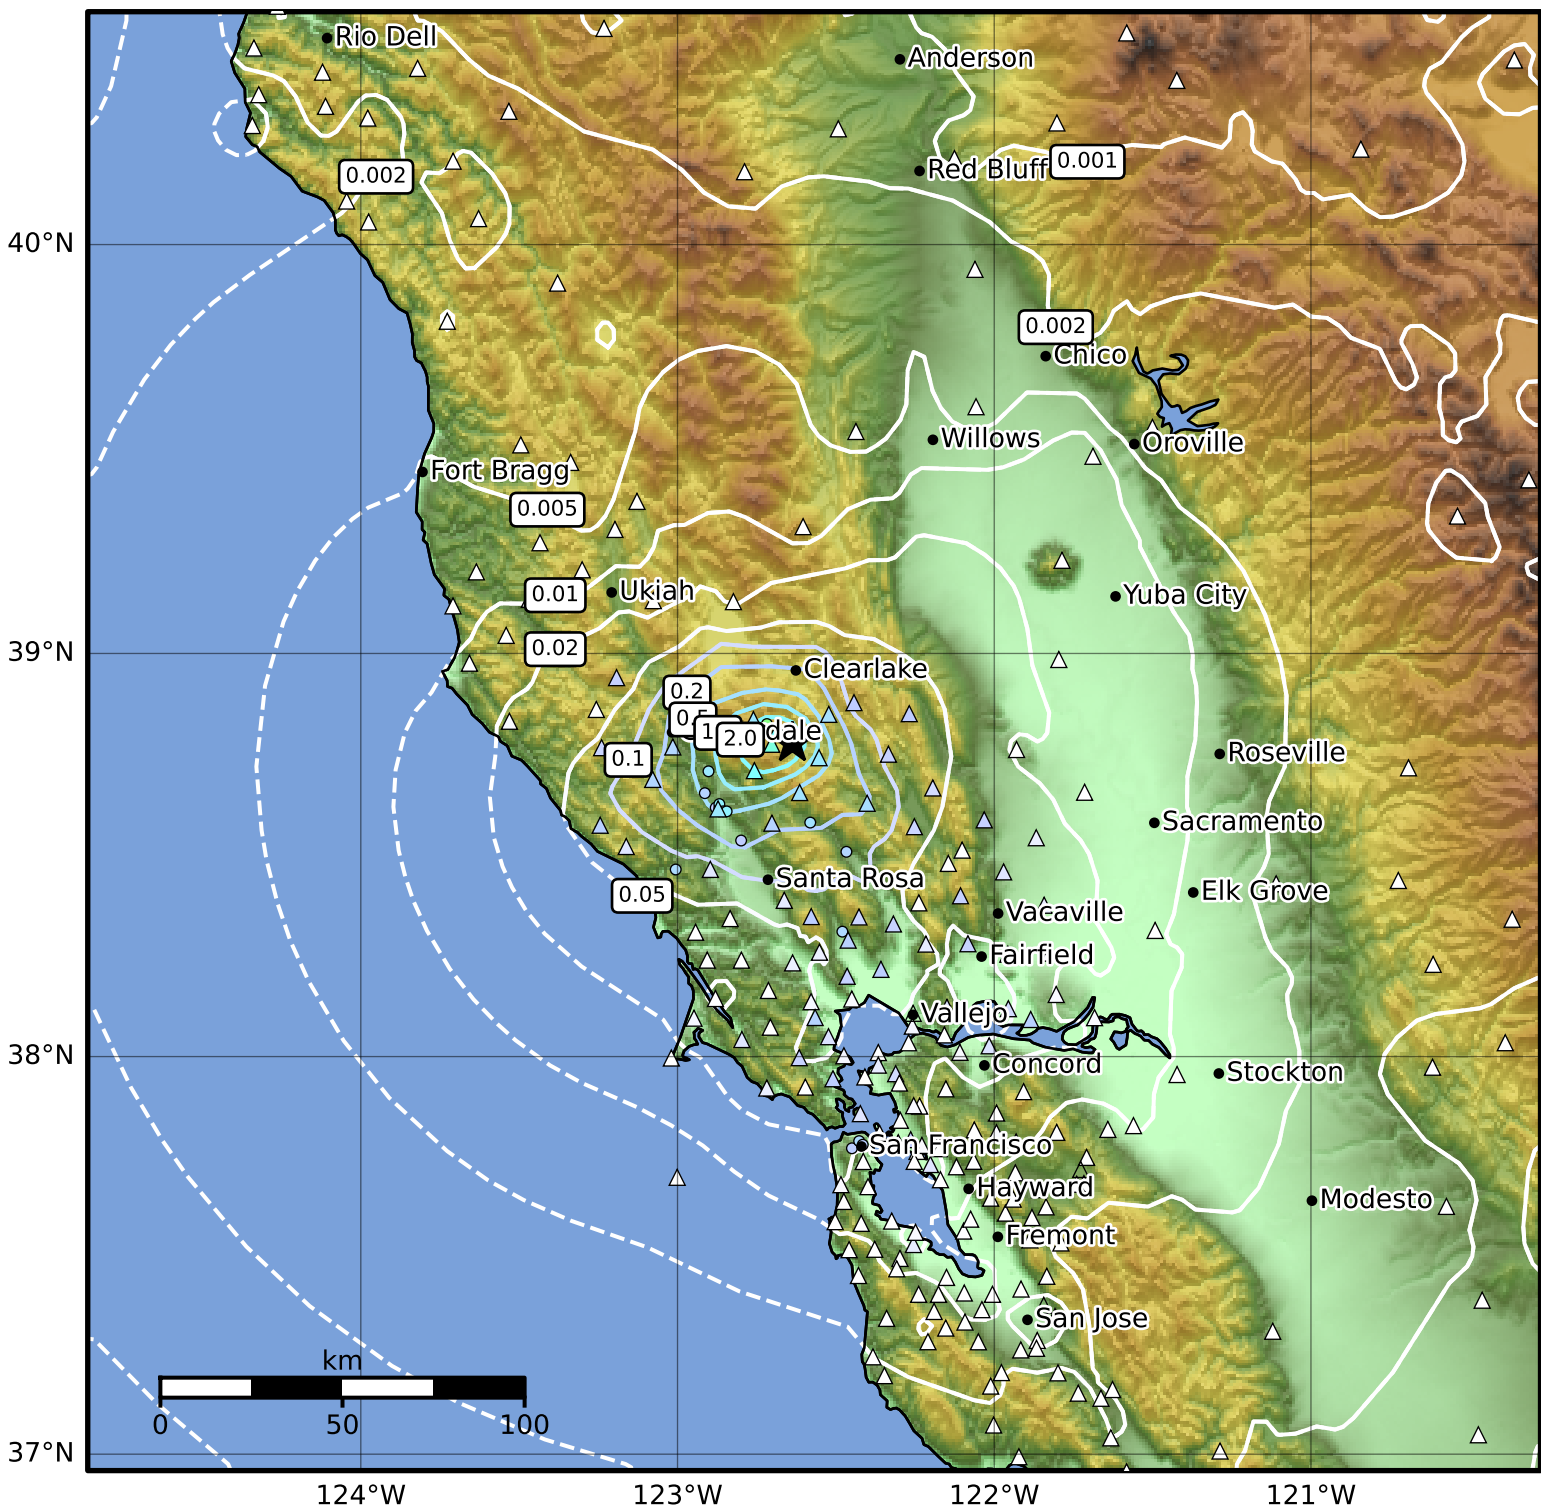 Rio Dell
Anderson
Red Bluff
0.001
0.002
40°N
0.002
Chico
Willows
Oroville
Fort Bragg
0.005
0.01
Ukiah
Yuba City
39°N
0.02
Clearlake
0.2
2.0
dale
0.1
Roseville
Sacramento
Santa Rosa
0.05
Elk Grove
Vacaville
Fairfield
Vallejo
38°N
Concord
Stockton
San Francisco
Hayward
Modesto
Fremont
San Jose
km
0
50
100
37°N
124°W
123°W
122°W
121°W